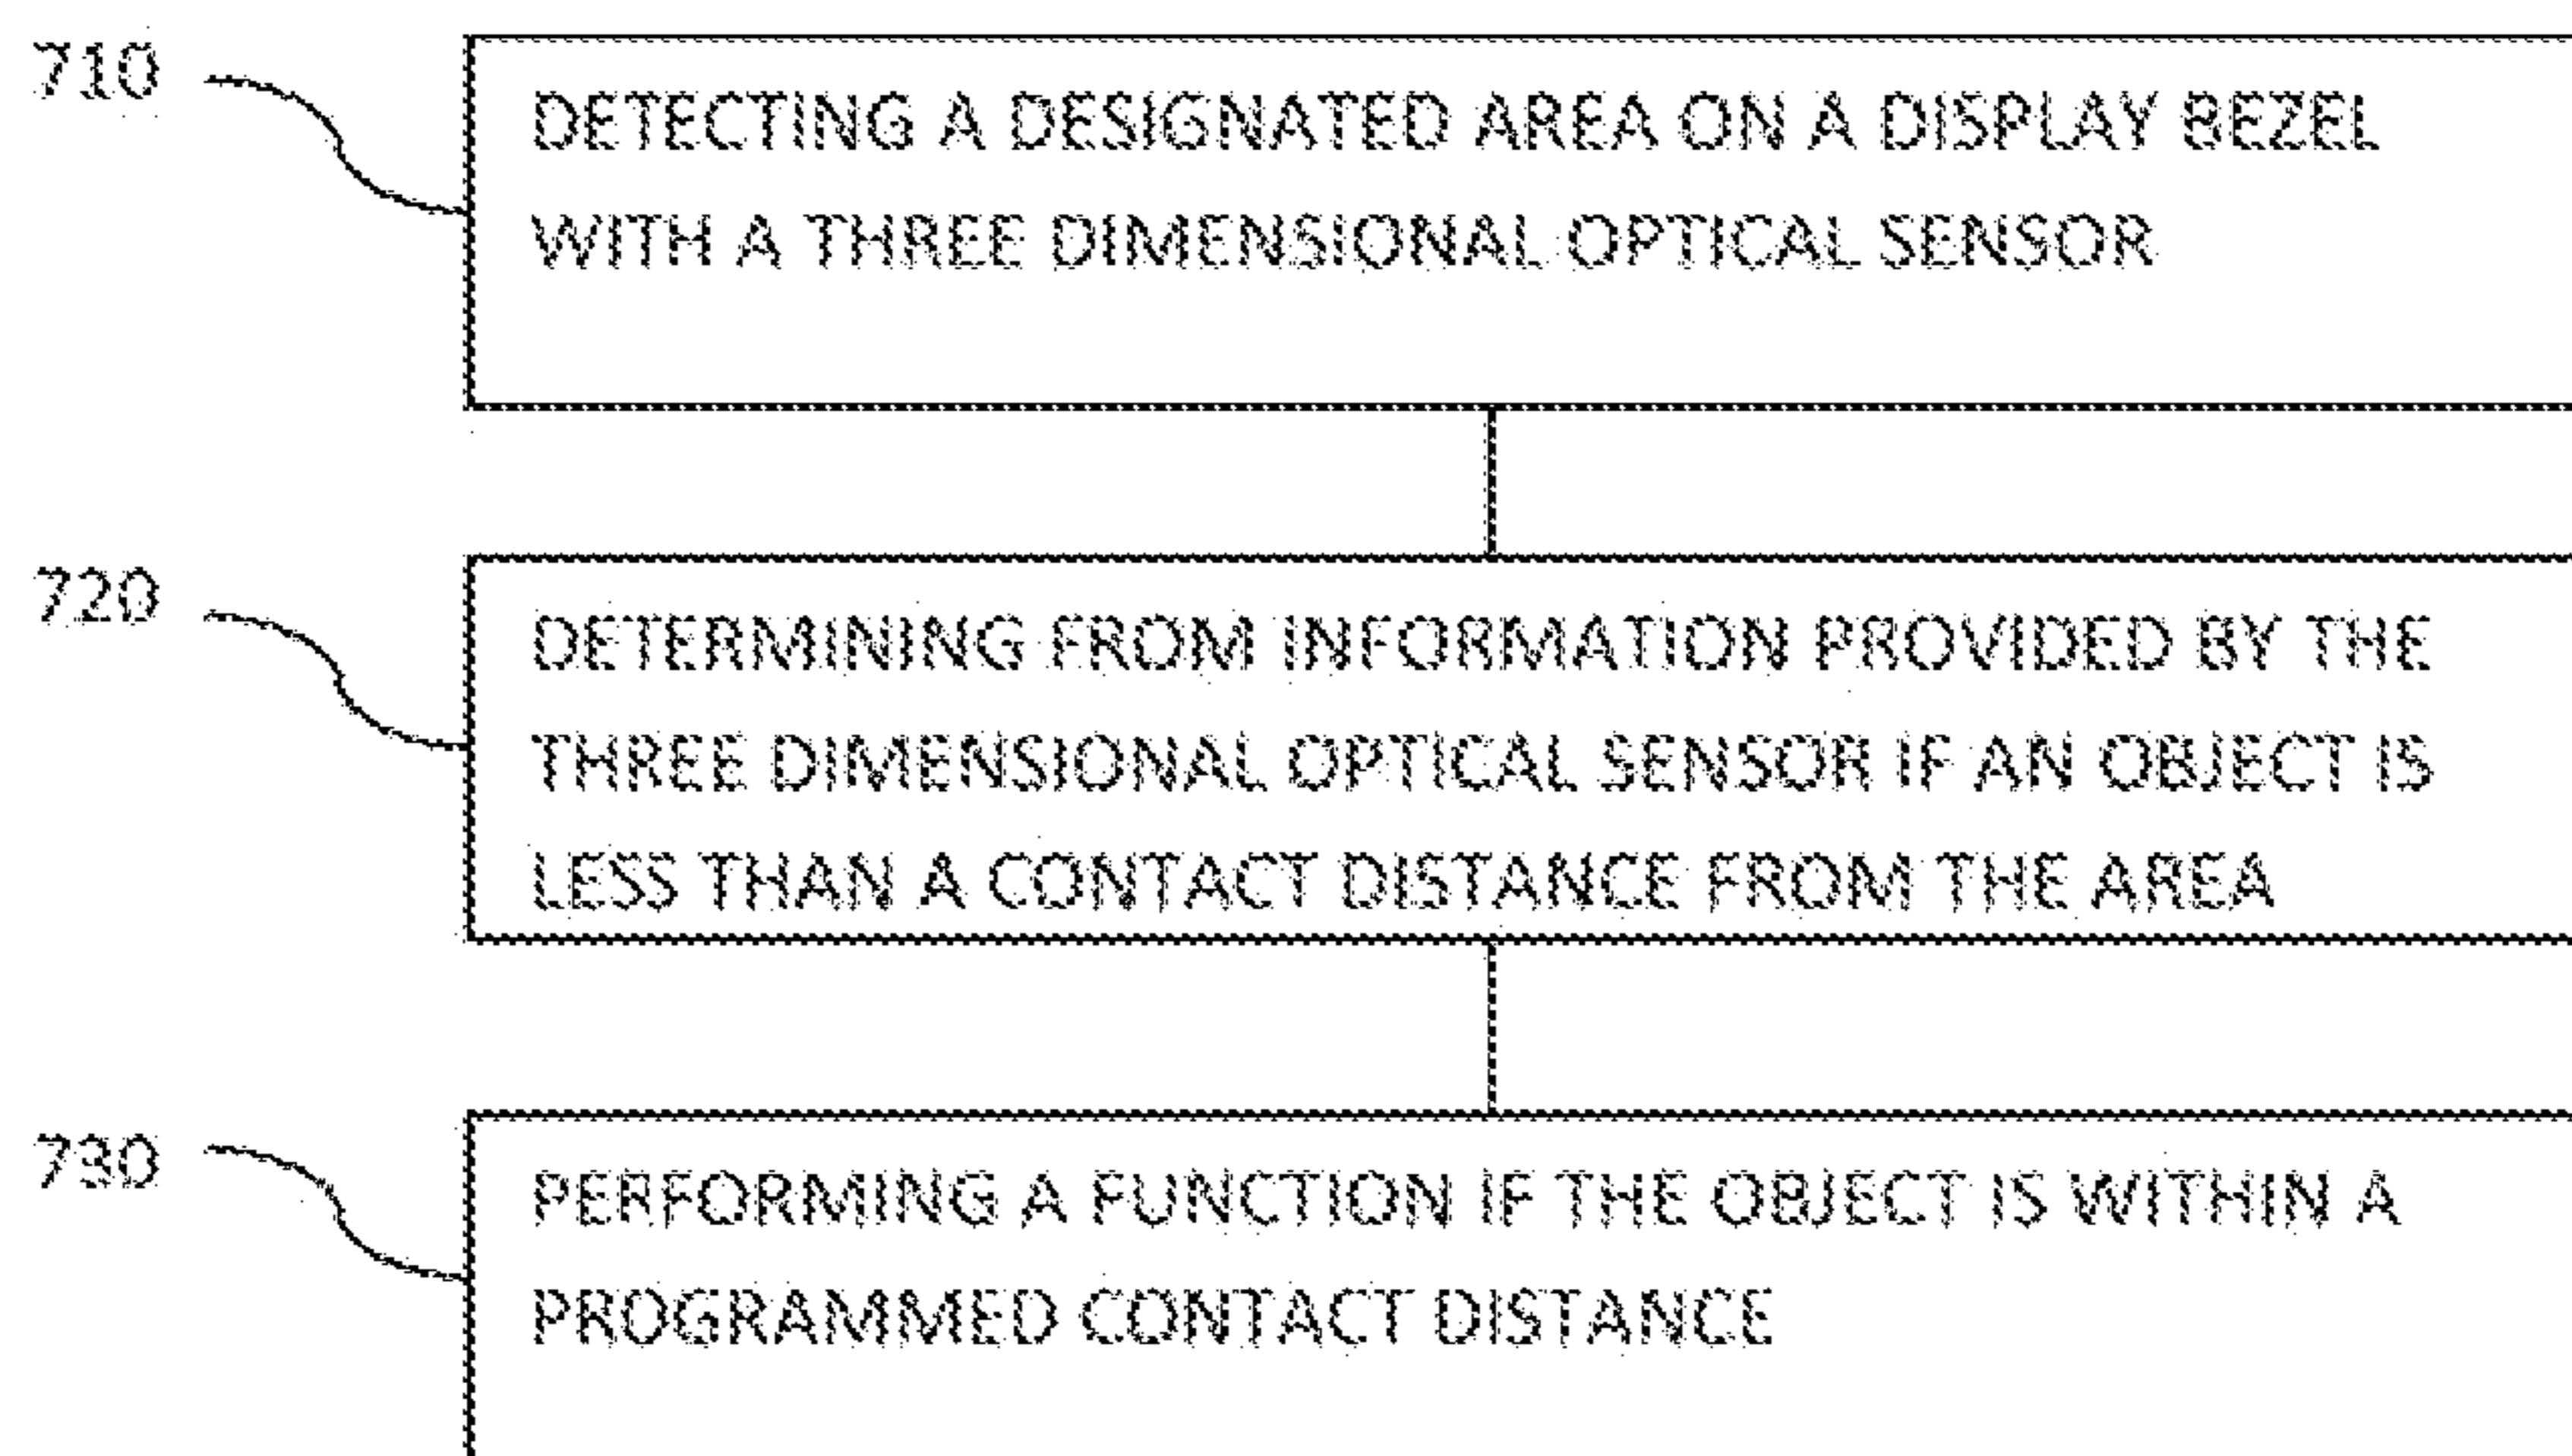 710
DETECTING A DESIGNATED AREA ON A DISPLAY BEZEL
WITH A THREE DIMENSIONAL OPTICAL SENSOR
720
DETERMINING FROM INFORMATION PROVIDED BY THE
THREE DIMENSIONAL OPTICAL SENSOR IF AN OBJECT IS
LESS THAN A CONTACT DISTANCE FROM THE AREA
730
PERFORMING A FUNCTION IF THE OBJECT IS WITHIN A
PROGRAMMED CONTACT DISTANCE